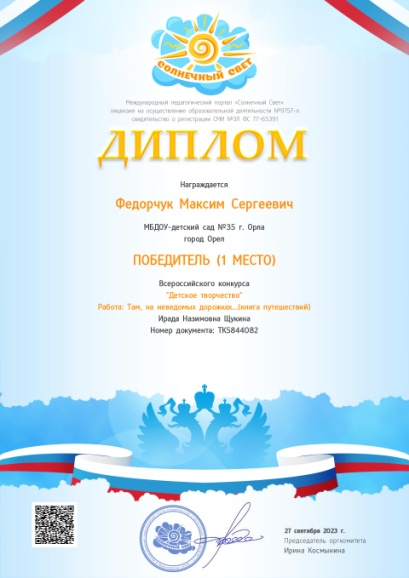 СОЛНЕЧНЫЙ СВЕТ
Международный педагогический портал «Солнечный Свет»
лицензия на осуществление образовательной деятельности №9757-л
свидетельство о регистрации СМИ №ЭЛ ФС 77-65391
ДИПЛОМ
Награждается
Федорчук Максим Сергеевич
МБДОУ-детский сад №35 г. Орла
город Орел
ПОБЕДИТЕЛЬ (1 МЕСТО)
Всероссийского конкурса
"Детское творчество"
Работа: Там, на неведомых дорожках...(книга путешествий)
Ирада Назимовна Щукина
Номер документа: TK5844082
27 сентября 2023 г.
Председатель оргкомитета
Ирина Космынина